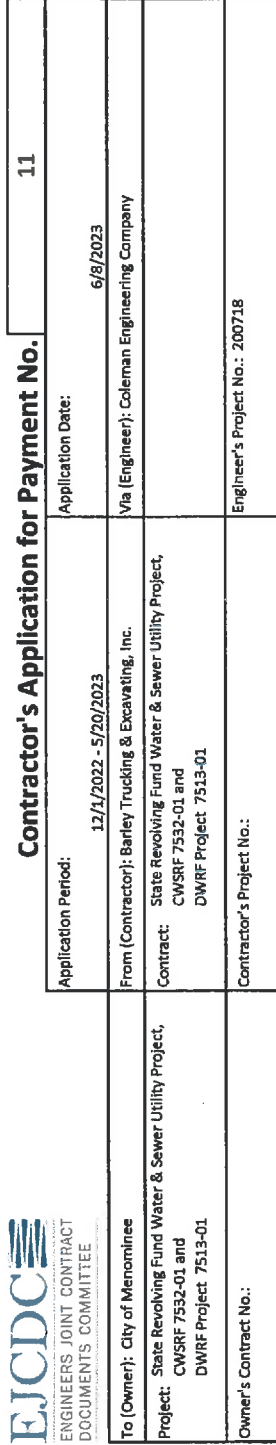 EJCDC
ENGINEERS JOINT CONTRACT
DOCUMENTS COMMITTEE
Contractor's Application for Payment No.
11
Application Period:
12/1/2022 - 5/20/2023
Application Date:
6/8/2023
To (Owner): City of Menominee
From (Contractor): Barley Trucking & Excavating, Inc.
Via (Engineer): Coleman Engineering Company
Project: State Revolving Fund Water & Sewer Utility Project,
CWSRF 7532-01 and
DWRF Project 7513-01
Contract: State Revolving Fund Water & Sewer Utility Project,
CWSRF 7532-01 and
DWRF Project 7513-01
Owner's Contract No.:
Contractor's Project No.:
Engineer's Project No.: 200718